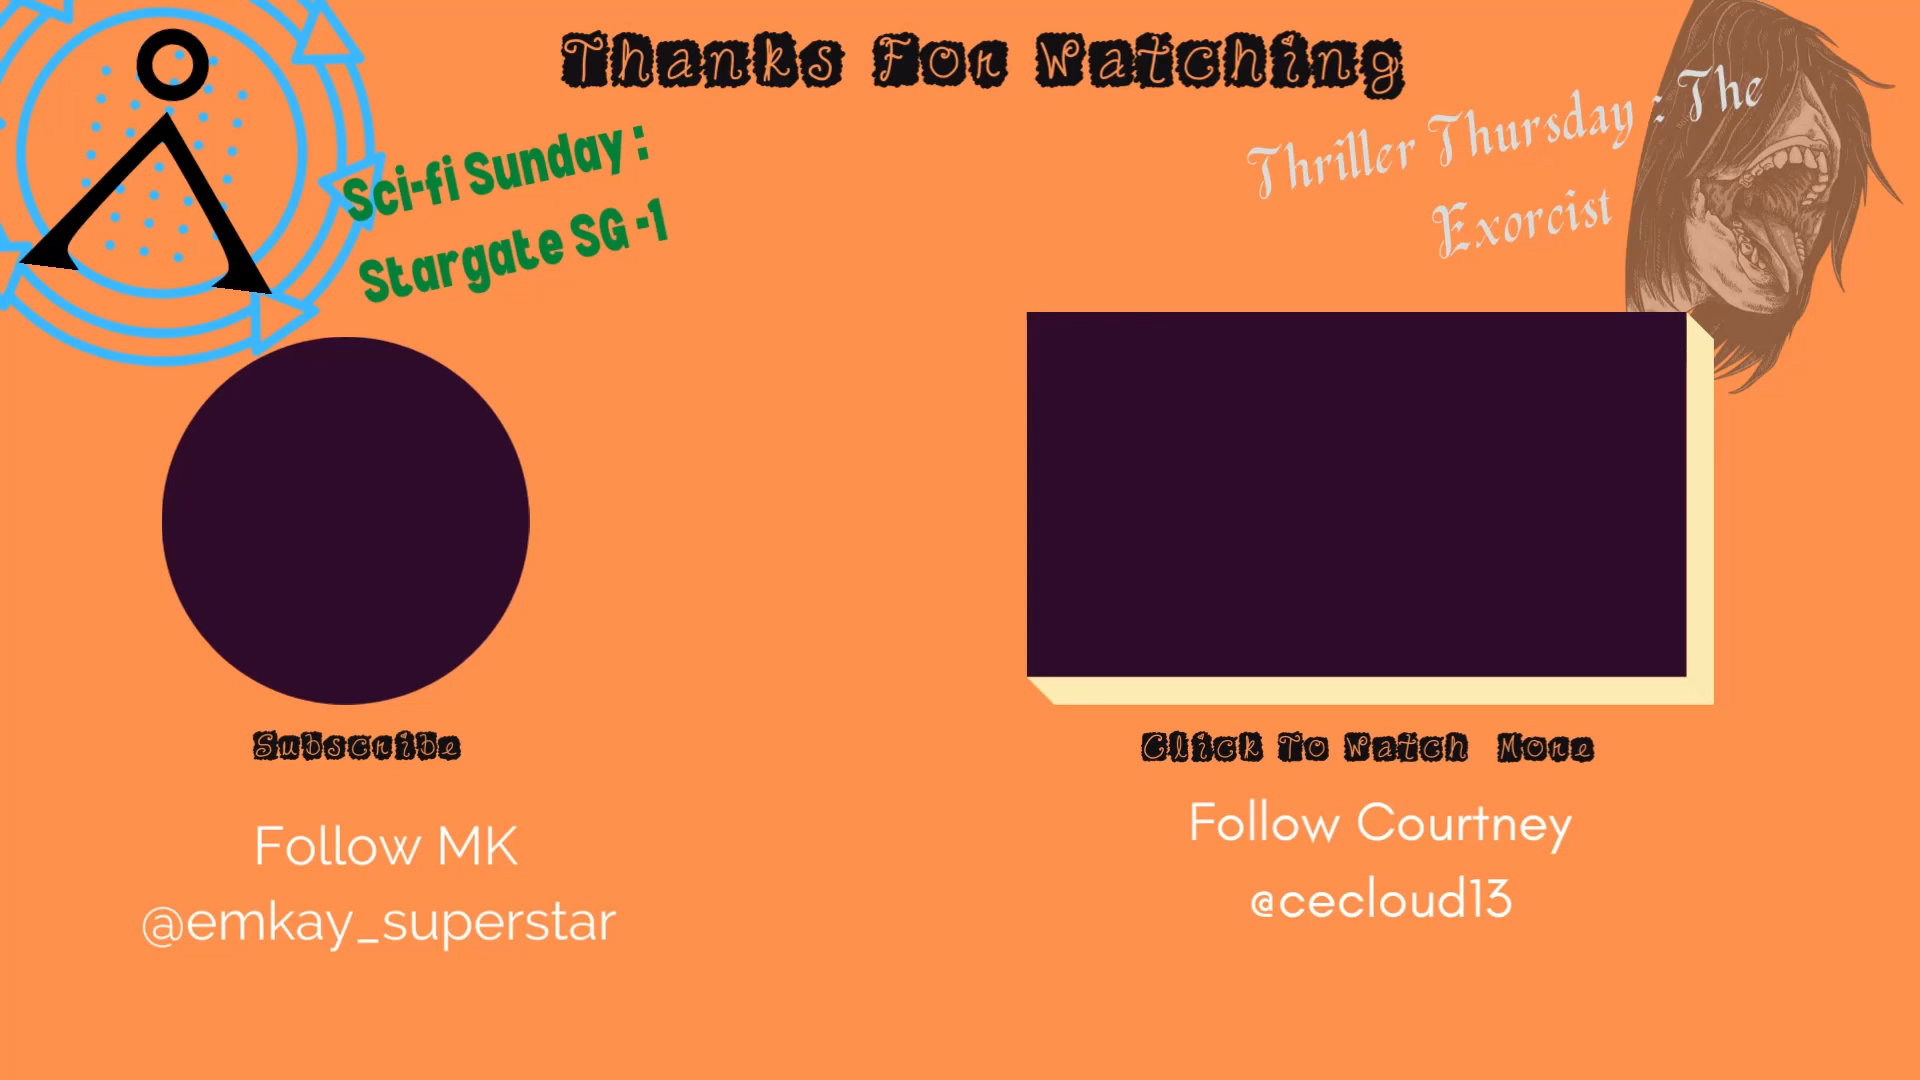 Thanks For Watching
Sci-fi Sunday :
Stargate SG -1
Thriller Thursday : The
Exorcist
Subscribe
Click To Watch More
Follow MK
@emkay_superstar
Follow Courtney
@cecloud13